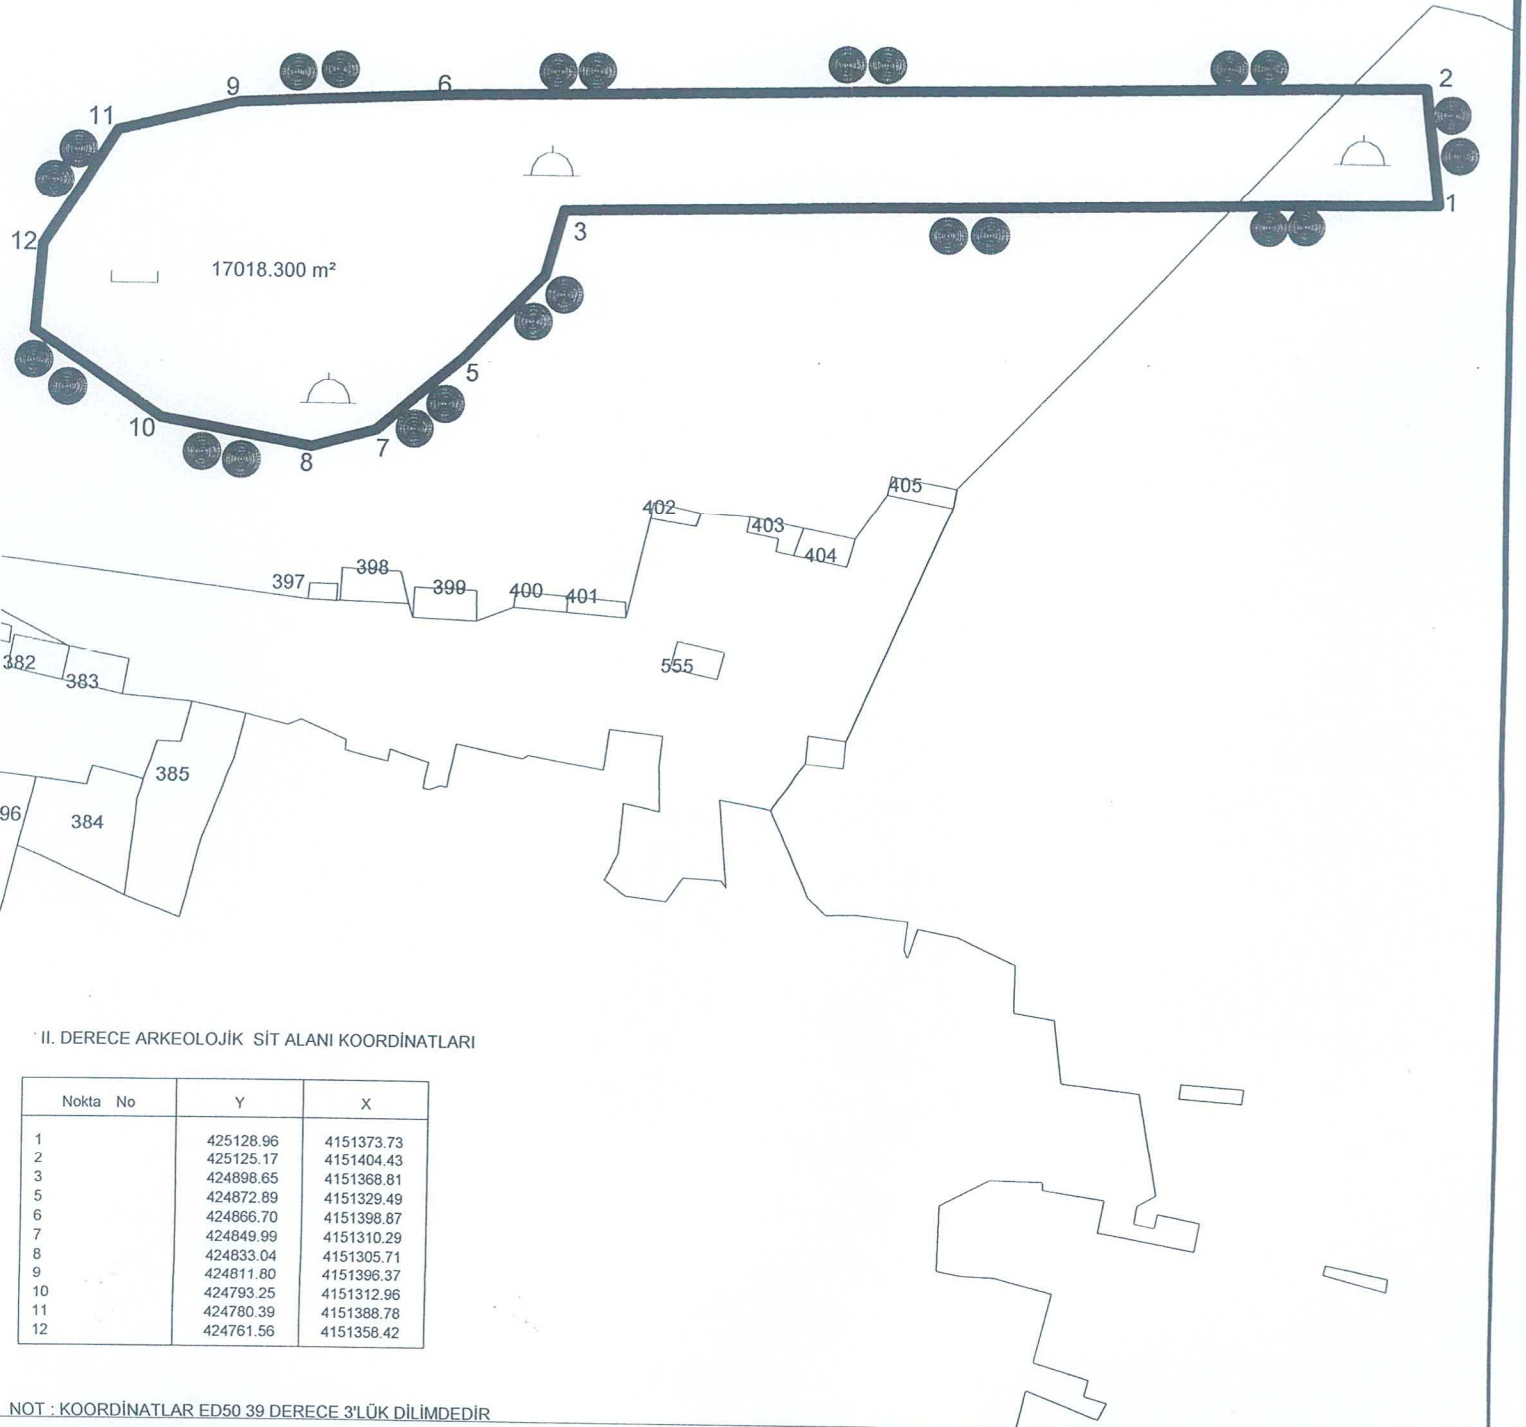 9
6
2
11
1
3
12
17018.300 m²
5
10
7
8
405
402
403
404
397
398
399
400
401
555
382
383
385
96
384
II. DERECE ARKEOLOJİK SİT ALANI KOORDİNATLARI
Nokta No Y X
1 425128.96 4151373.73
2 425125.17 4151404.43
3 424898.65 4151368.81
5 424872.89 4151329.49
6 424866.70 4151398.87
7 424849.99 4151310.29
8 424833.04 4151305.71
9 424811.80 4151396.37
10 424793.25 4151312.96
11 424780.39 4151388.78
12 424761.56 4151358.42
NOT : KOORDİNATLAR ED50 39 DERECE 3'LÜK DİLİMDEDİR